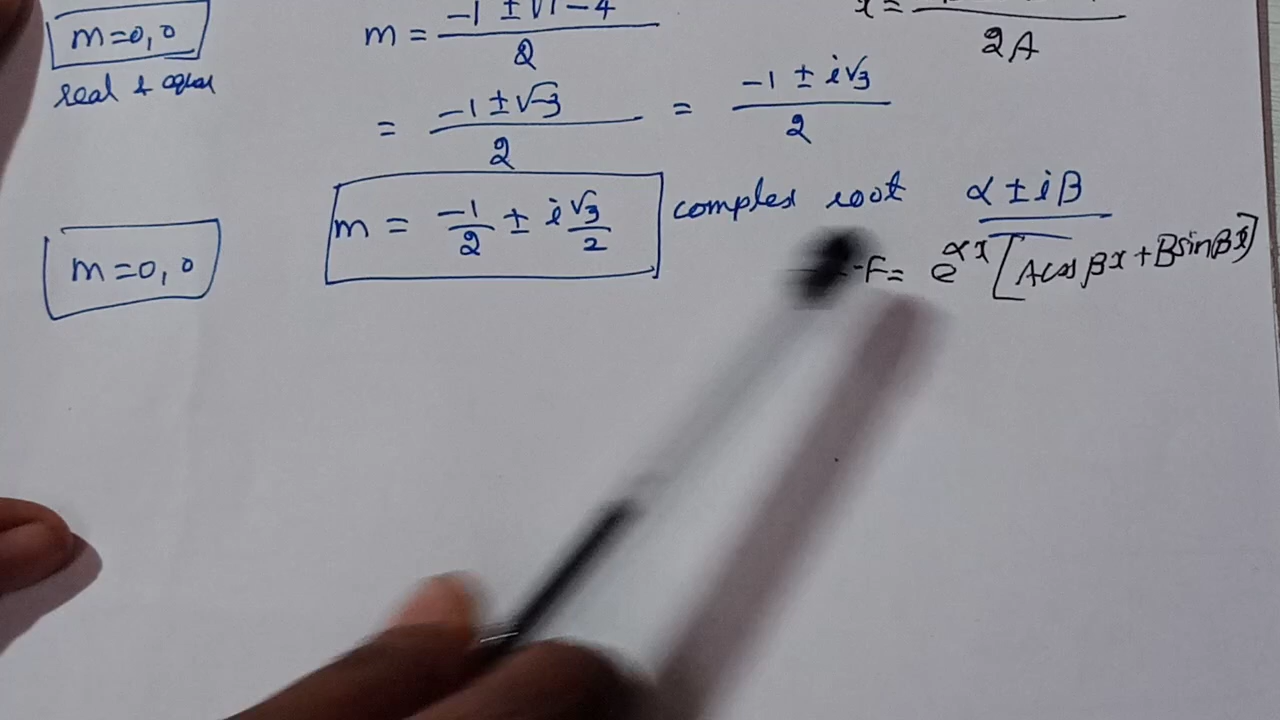 m=0,0
real & equal
m = -1 ± √1-4 / 2
2A
= -1 ± √-3 / 2 = -1 ± i√3 / 2
m = -1/2 ± i √3/2 complex root α ± iβ
m=0,0
F = e^αx [A cos βx + B sin βx]